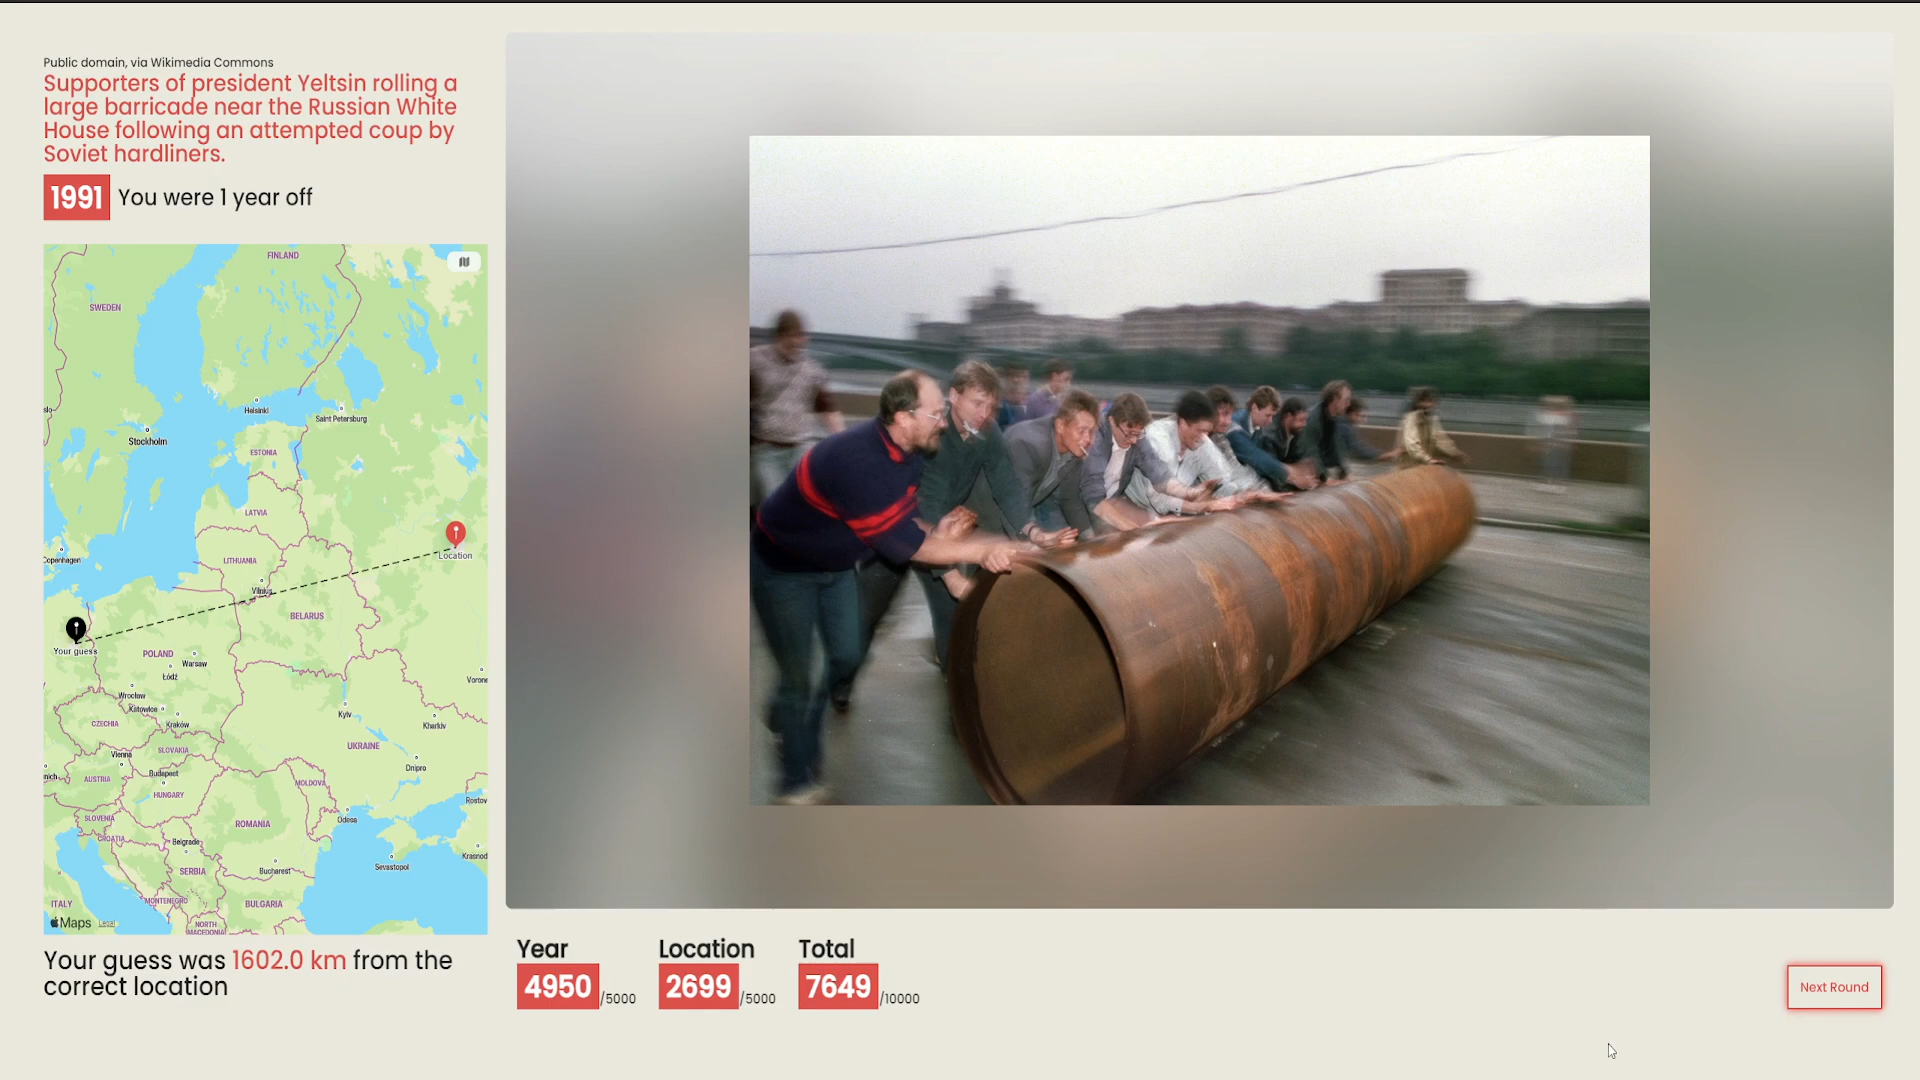 Public domain, via Wikimedia Commons
Supporters of president Yeltsin rolling a
large barricade near the Russian White
House following an attempted coup by
Soviet hardliners.
1991 You were 1 year off
FINLAND
SWEDEN
Helsinki
Saint Petersburg
slo
Stockholm
ESTONIA
LATVIA
Copenhagen
LITHUANIA
Location
Vilnius
BELARUS
Your guess
POLAND
Warsaw
Łódź
Vorone
Wrocław
Katowice
Kyiv
CZECHIA
Kraków
Kharkiv
UKRAINE
SLOVAKIA
Vienna
nich
Budapest
Dnipro
AUSTRIA
MOLDOVA
HUNGARY
Rostov
SLOVENIA
ROMANIA
Odesa
CROATIA
Belgrade
Krasnod
SERBIA
Bucharest
Sevastopol
MONTENEGRO
ITALY
BULGARIA
Maps Legal
NORTH
MACEDONIA
Your guess was 1602.0 km from the
correct location
Year Location Total
4950 /5000 2699 /5000 7649 /10000
Next Round